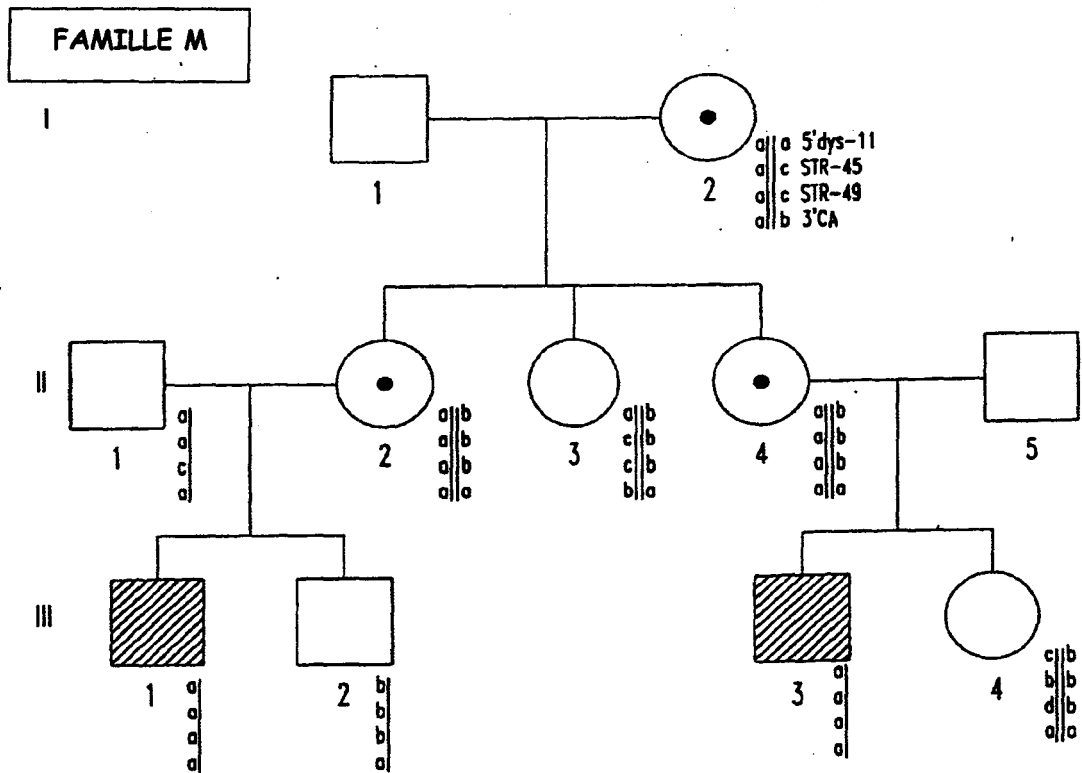 FAMILLE M
I
1
2
a||a 5'dys-11
a||c STR-45
a||c STR-49
a||b 3'CA
II
1
a|
a|
c|
a|
2
a||b
a||b
a||b
a||a
3
a||b
c||b
c||b
b||a
4
a||b
a||b
a||b
a||a
5
III
1
a|
a|
a|
a|
2
b|
b|
b|
a|
3
a|
a|
a|
a|
4
c||b
b||b
d||b
a||a